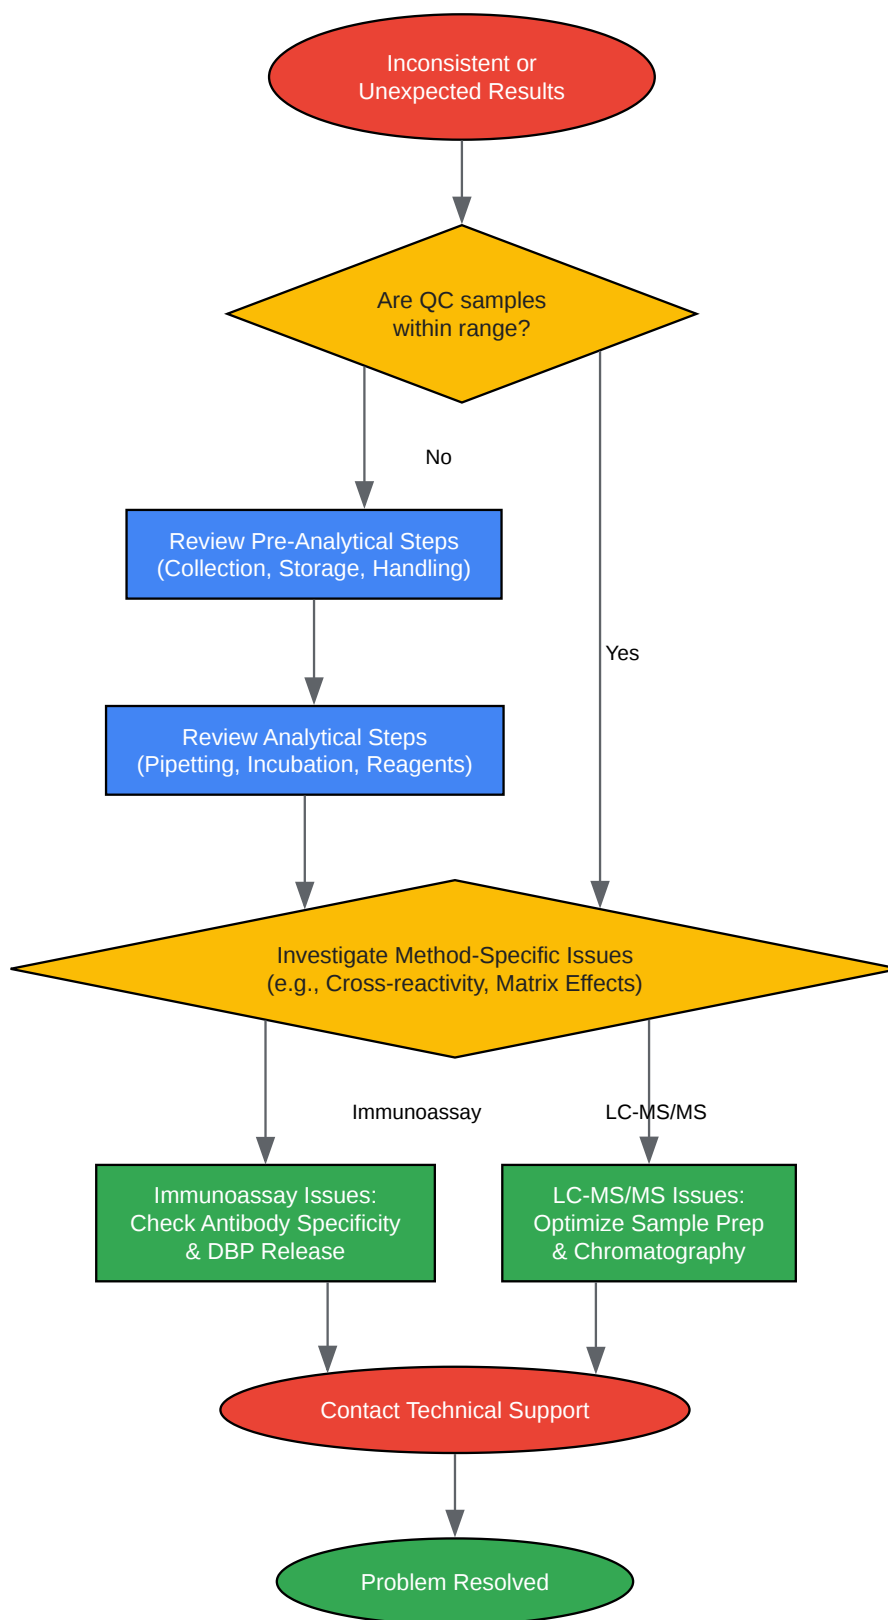 Inconsistent or
Unexpected Results
Are QC samples
within range?
No
Review Pre-Analytical Steps
(Collection, Storage, Handling)
Yes
Review Analytical Steps
(Pipetting, Incubation, Reagents)
Investigate Method-Specific Issues
(e.g., Cross-reactivity, Matrix Effects)
Immunoassay
LC-MS/MS
Immunoassay Issues:
Check Antibody Specificity
& DBP Release
LC-MS/MS Issues:
Optimize Sample Prep
& Chromatography
Contact Technical Support
Problem Resolved